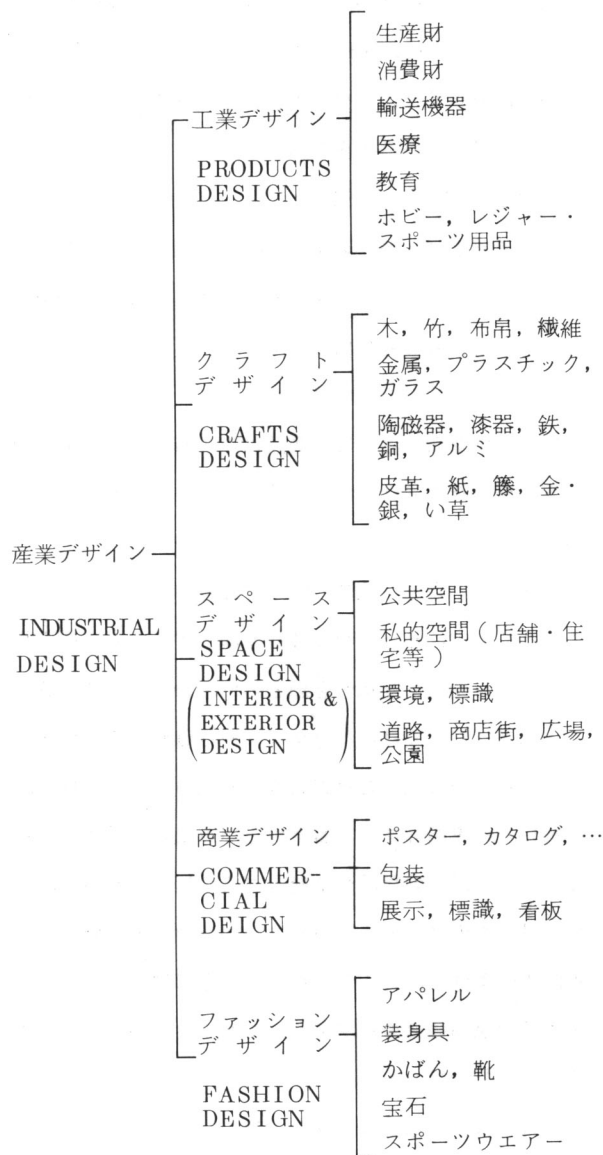 産業デザイン
INDUSTRIAL
DESIGN
工業デザイン
PRODUCTS
DESIGN
生産財
消費財
輸送機器
医療
教育
ホビー，レジャー・
スポーツ用品
クラフト
デザイン
CRAFTS
DESIGN
木，竹，布帛，繊維
金属，プラスチック，
ガラス
陶磁器，漆器，鉄，
銅，アルミ
皮革，紙，籐，金・
銀，い草
スペース
デザイン
SPACE
DESIGN
(INTERIOR &
EXTERIOR
DESIGN)
公共空間
私的空間（店舗・住
宅等）
環境，標識
道路，商店街，広場，
公園
商業デザイン
COMMER-
CIAL
DEIGN
ポスター，カタログ，…
包装
展示，標識，看板
ファッション
デザイン
FASHION
DESIGN
アパレル
装身具
かばん，靴
宝石
スポーツウエアー